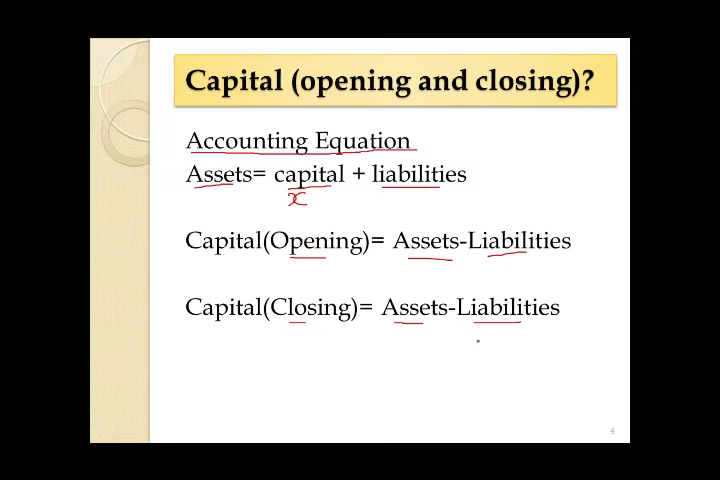 Capital (opening and closing)?
Accounting Equation
Assets= capital + liabilities
x
Capital(Opening)= Assets-Liabilities
Capital(Closing)= Assets-Liabilities
4